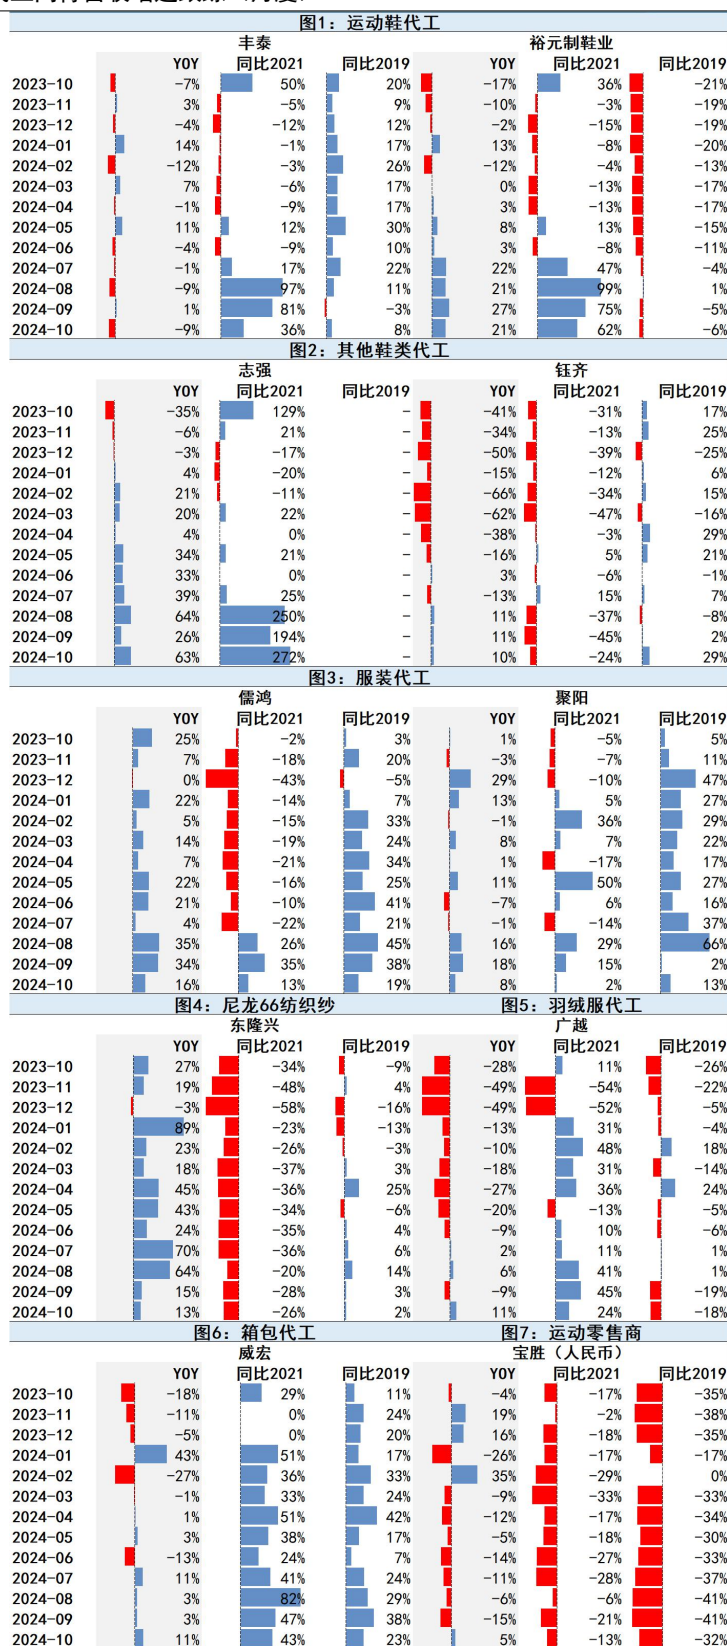 图1: 运动鞋代工
丰泰 裕元制鞋业
YOY 同比2021 同比2019 YOY 同比2021 同比2019
2023-10 -7% 50% 20% -17% 36% -21%
2023-11 3% -5% 9% -10% -3% -19%
2023-12 -4% -12% 12% -2% -15% -19%
2024-01 14% -1% 17% 13% -8% -20%
2024-02 -12% -3% 26% -12% -4% -13%
2024-03 7% -6% 17% 0% -13% -17%
2024-04 -1% -9% 17% 3% -13% -17%
2024-05 11% 12% 30% 8% 13% -15%
2024-06 -4% -9% 10% 3% -8% -11%
2024-07 -1% 17% 22% 22% 47% -4%
2024-08 -9% 97% 11% 21% 99% 1%
2024-09 1% 81% -3% 27% 75% -5%
2024-10 -9% 36% 8% 21% 62% -6%
图2: 其他鞋类代工
志强 钰齐
YOY 同比2021 同比2019 YOY 同比2021 同比2019
2023-10 -35% 129% - -41% -31% 17%
2023-11 -6% 21% - -34% -13% 25%
2023-12 -3% -17% - -50% -39% -25%
2024-01 4% -20% - -15% -12% 6%
2024-02 21% -11% - -66% -34% 15%
2024-03 20% 22% - -62% -47% -16%
2024-04 4% 0% - -38% -3% 29%
2024-05 34% 21% - -16% 5% 21%
2024-06 33% 0% - 3% -6% -1%
2024-07 39% 25% - -13% 15% 7%
2024-08 64% 250% - 11% -37% -8%
2024-09 26% 194% - 11% -45% 2%
2024-10 63% 272% - 10% -24% 29%
图3: 服装代工
儒鸿 聚阳
YOY 同比2021 同比2019 YOY 同比2021 同比2019
2023-10 25% -2% 3% 1% -5% 5%
2023-11 7% -18% 20% -3% -7% 11%
2023-12 0% -43% -5% 29% -10% 47%
2024-01 22% -14% 7% 13% 5% 27%
2024-02 5% -15% 33% -1% 36% 29%
2024-03 14% -19% 24% 8% 7% 22%
2024-04 7% -21% 34% 1% -17% 17%
2024-05 22% -16% 25% 11% 50% 27%
2024-06 21% -10% 41% -7% 6% 16%
2024-07 4% -22% 21% -1% -14% 37%
2024-08 35% 26% 45% 16% 29% 66%
2024-09 34% 35% 38% 18% 15% 2%
2024-10 16% 13% 19% 8% 2% 13%
图4: 尼龙66纺织纱 图5: 羽绒服代工
东隆兴 广越
YOY 同比2021 同比2019 YOY 同比2021 同比2019
2023-10 27% -34% -9% -28% 11% -26%
2023-11 19% -48% 4% -49% -54% -22%
2023-12 -3% -58% -16% -49% -52% -5%
2024-01 89% -23% -13% -13% 31% -4%
2024-02 23% -26% -3% -10% 48% 18%
2024-03 18% -37% 3% -18% 31% -14%
2024-04 45% -36% 25% -27% 36% 24%
2024-05 43% -34% -6% -20% -13% -5%
2024-06 24% -35% 4% -9% 10% -6%
2024-07 70% -36% 6% 2% 11% 1%
2024-08 64% -20% 14% 6% 41% 1%
2024-09 15% -28% 3% -9% 45% -19%
2024-10 13% -26% 2% 11% 24% -18%
图6: 箱包代工 图7: 运动零售商
威宏 宝胜（人民币）
YOY 同比2021 同比2019 YOY 同比2021 同比2019
2023-10 -18% 29% 11% -4% -17% -35%
2023-11 -11% 0% 24% 19% -2% -38%
2023-12 -5% 0% 20% 16% -18% -35%
2024-01 43% 51% 17% -26% -17% -17%
2024-02 -27% 36% 33% 35% -29% 0%
2024-03 -1% 33% 24% -9% -33% -33%
2024-04 1% 51% 42% -12% -17% -34%
2024-05 3% 38% 17% -5% -18% -30%
2024-06 -13% 24% 7% -14% -27% -33%
2024-07 11% 41% 24% -11% -28% -37%
2024-08 3% 82% 29% -6% -6% -41%
2024-09 3% 47% 38% -15% -21% -41%
2024-10 11% 43% 23% 5% -13% -32%